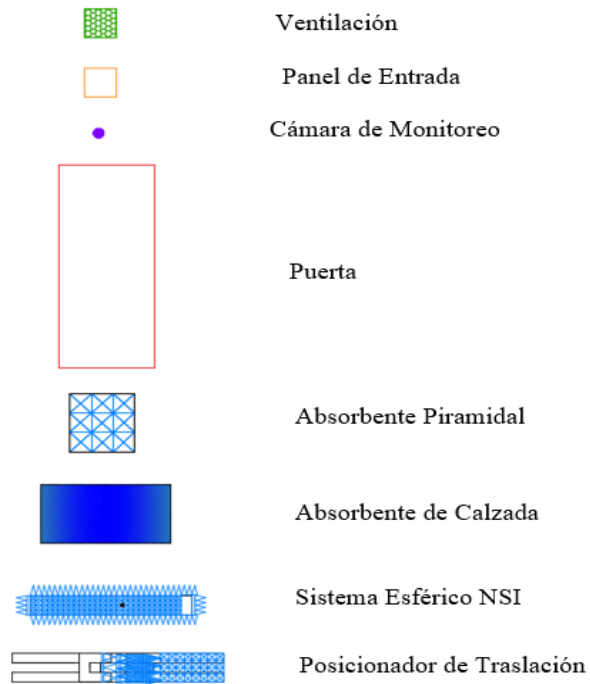 Ventilación
Panel de Entrada
Cámara de Monitoreo
Puerta
Absorbente Piramidal
Absorbente de Calzada
Sistema Esférico NSI
Posicionador de Traslación